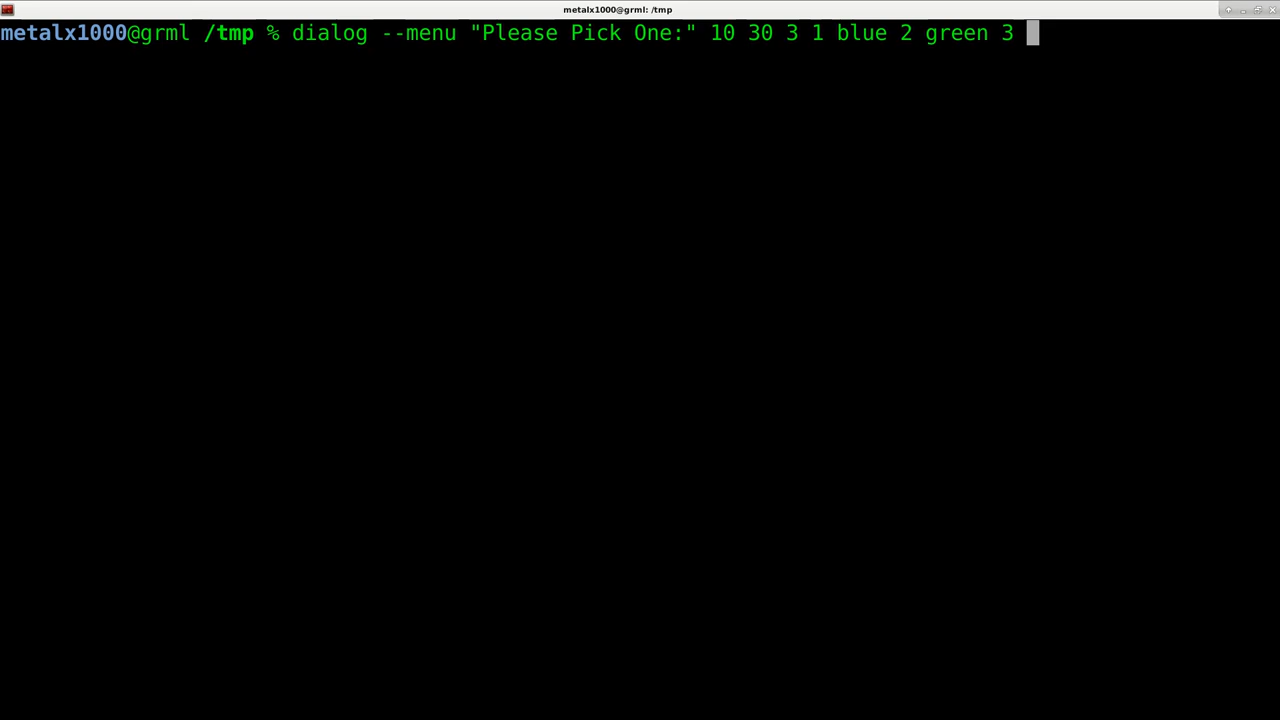 metalx1000@grml: /tmp
metalx1000@grml /tmp % dialog --menu "Please Pick One:" 10 30 3 1 blue 2 green 3